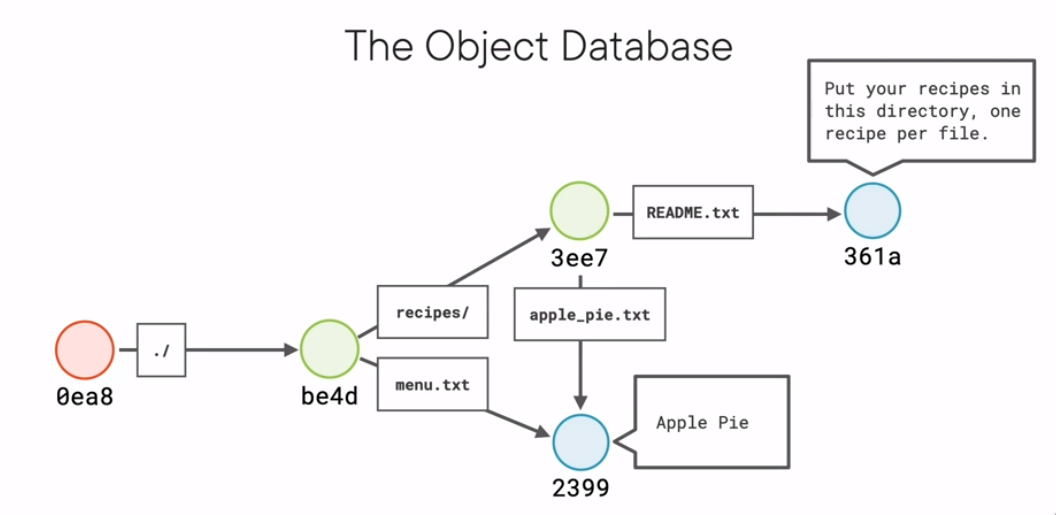 The Object Database
Put your recipes in
this directory, one
recipe per file.
README.txt
3ee7
361a
recipes/
apple_pie.txt
./
menu.txt
0ea8
be4d
Apple Pie
2399